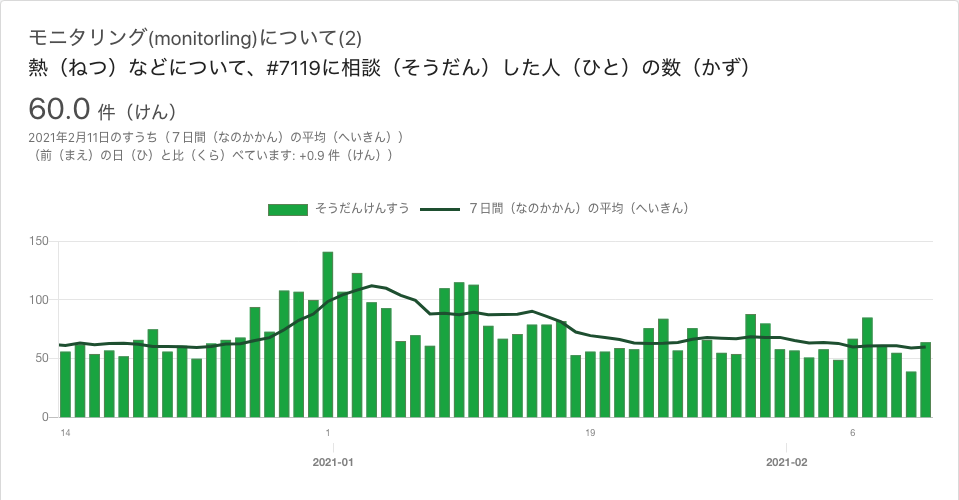 モニタリング(monitorling)について(2)
熱（ねつ）などについて、#7119に相談（そうだん）した人（ひと）の数（かず）
60.0 件（けん）
2021年2月11日のすうち（７日間（なのかかん）の平均（へいきん））
（前（まえ）の日（ひ）と比（くら）べています: +0.9 件（けん））
そうだんけんすう ７日間（なのかかん）の平均（へいきん）
150
100
50
0
14 1 19 6
2021-01 2021-02